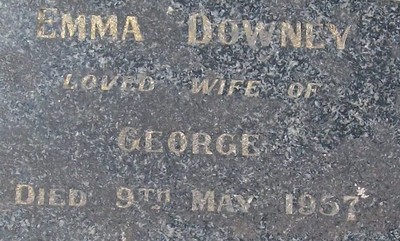 EMMA DOWNEY
LOVED WIFE OF
GEORGE
DIED 9TH MAY 1957